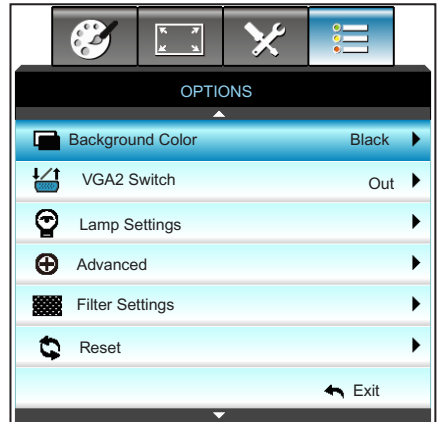 OPTIONS
Background Color Black
VGA2 Switch Out
Lamp Settings
Advanced
Filter Settings
Reset
Exit